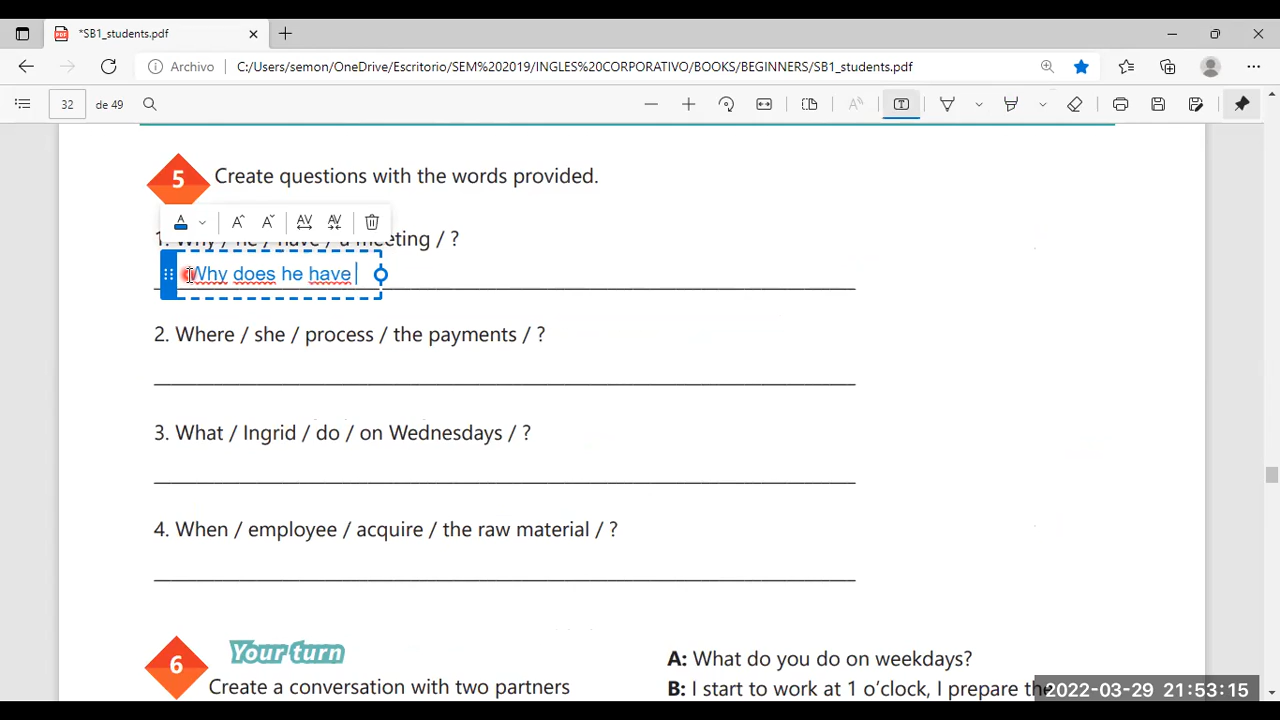 *SB1_students.pdf
Archivo
C:/Users/semon/OneDrive/Escritorio/SEM%202019/INGLES%20CORPORATIVO/BOOKS/BEGINNERS/SB1_students.pdf
32 de 49
5 Create questions with the words provided.
1. Why / he / have / a meeting / ?
Why does he have
2. Where / she / process / the payments / ?
3. What / Ingrid / do / on Wednesdays / ?
4. When / employee / acquire / the raw material / ?
6 Your turn
Create a conversation with two partners
A: What do you do on weekdays?
B: I start to work at 1 o'clock, I prepare the
2022-03-29 21:53:15